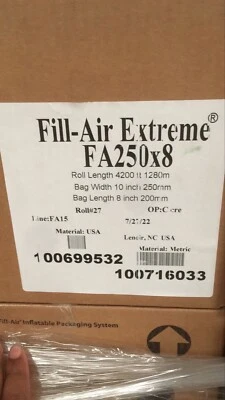 Fill-Air Extreme®
FA250x8
Roll Length 4200 ft 1280m
Bag Width 10 inch 250mm
Bag Length 8 inch 200mm
Roll#27 OP:
Line:FA15 7/27/22
Material: USA Lenoir, NC USA
Material: Metric
100699532
100716033
Fill-Air® Inflatable Packaging System